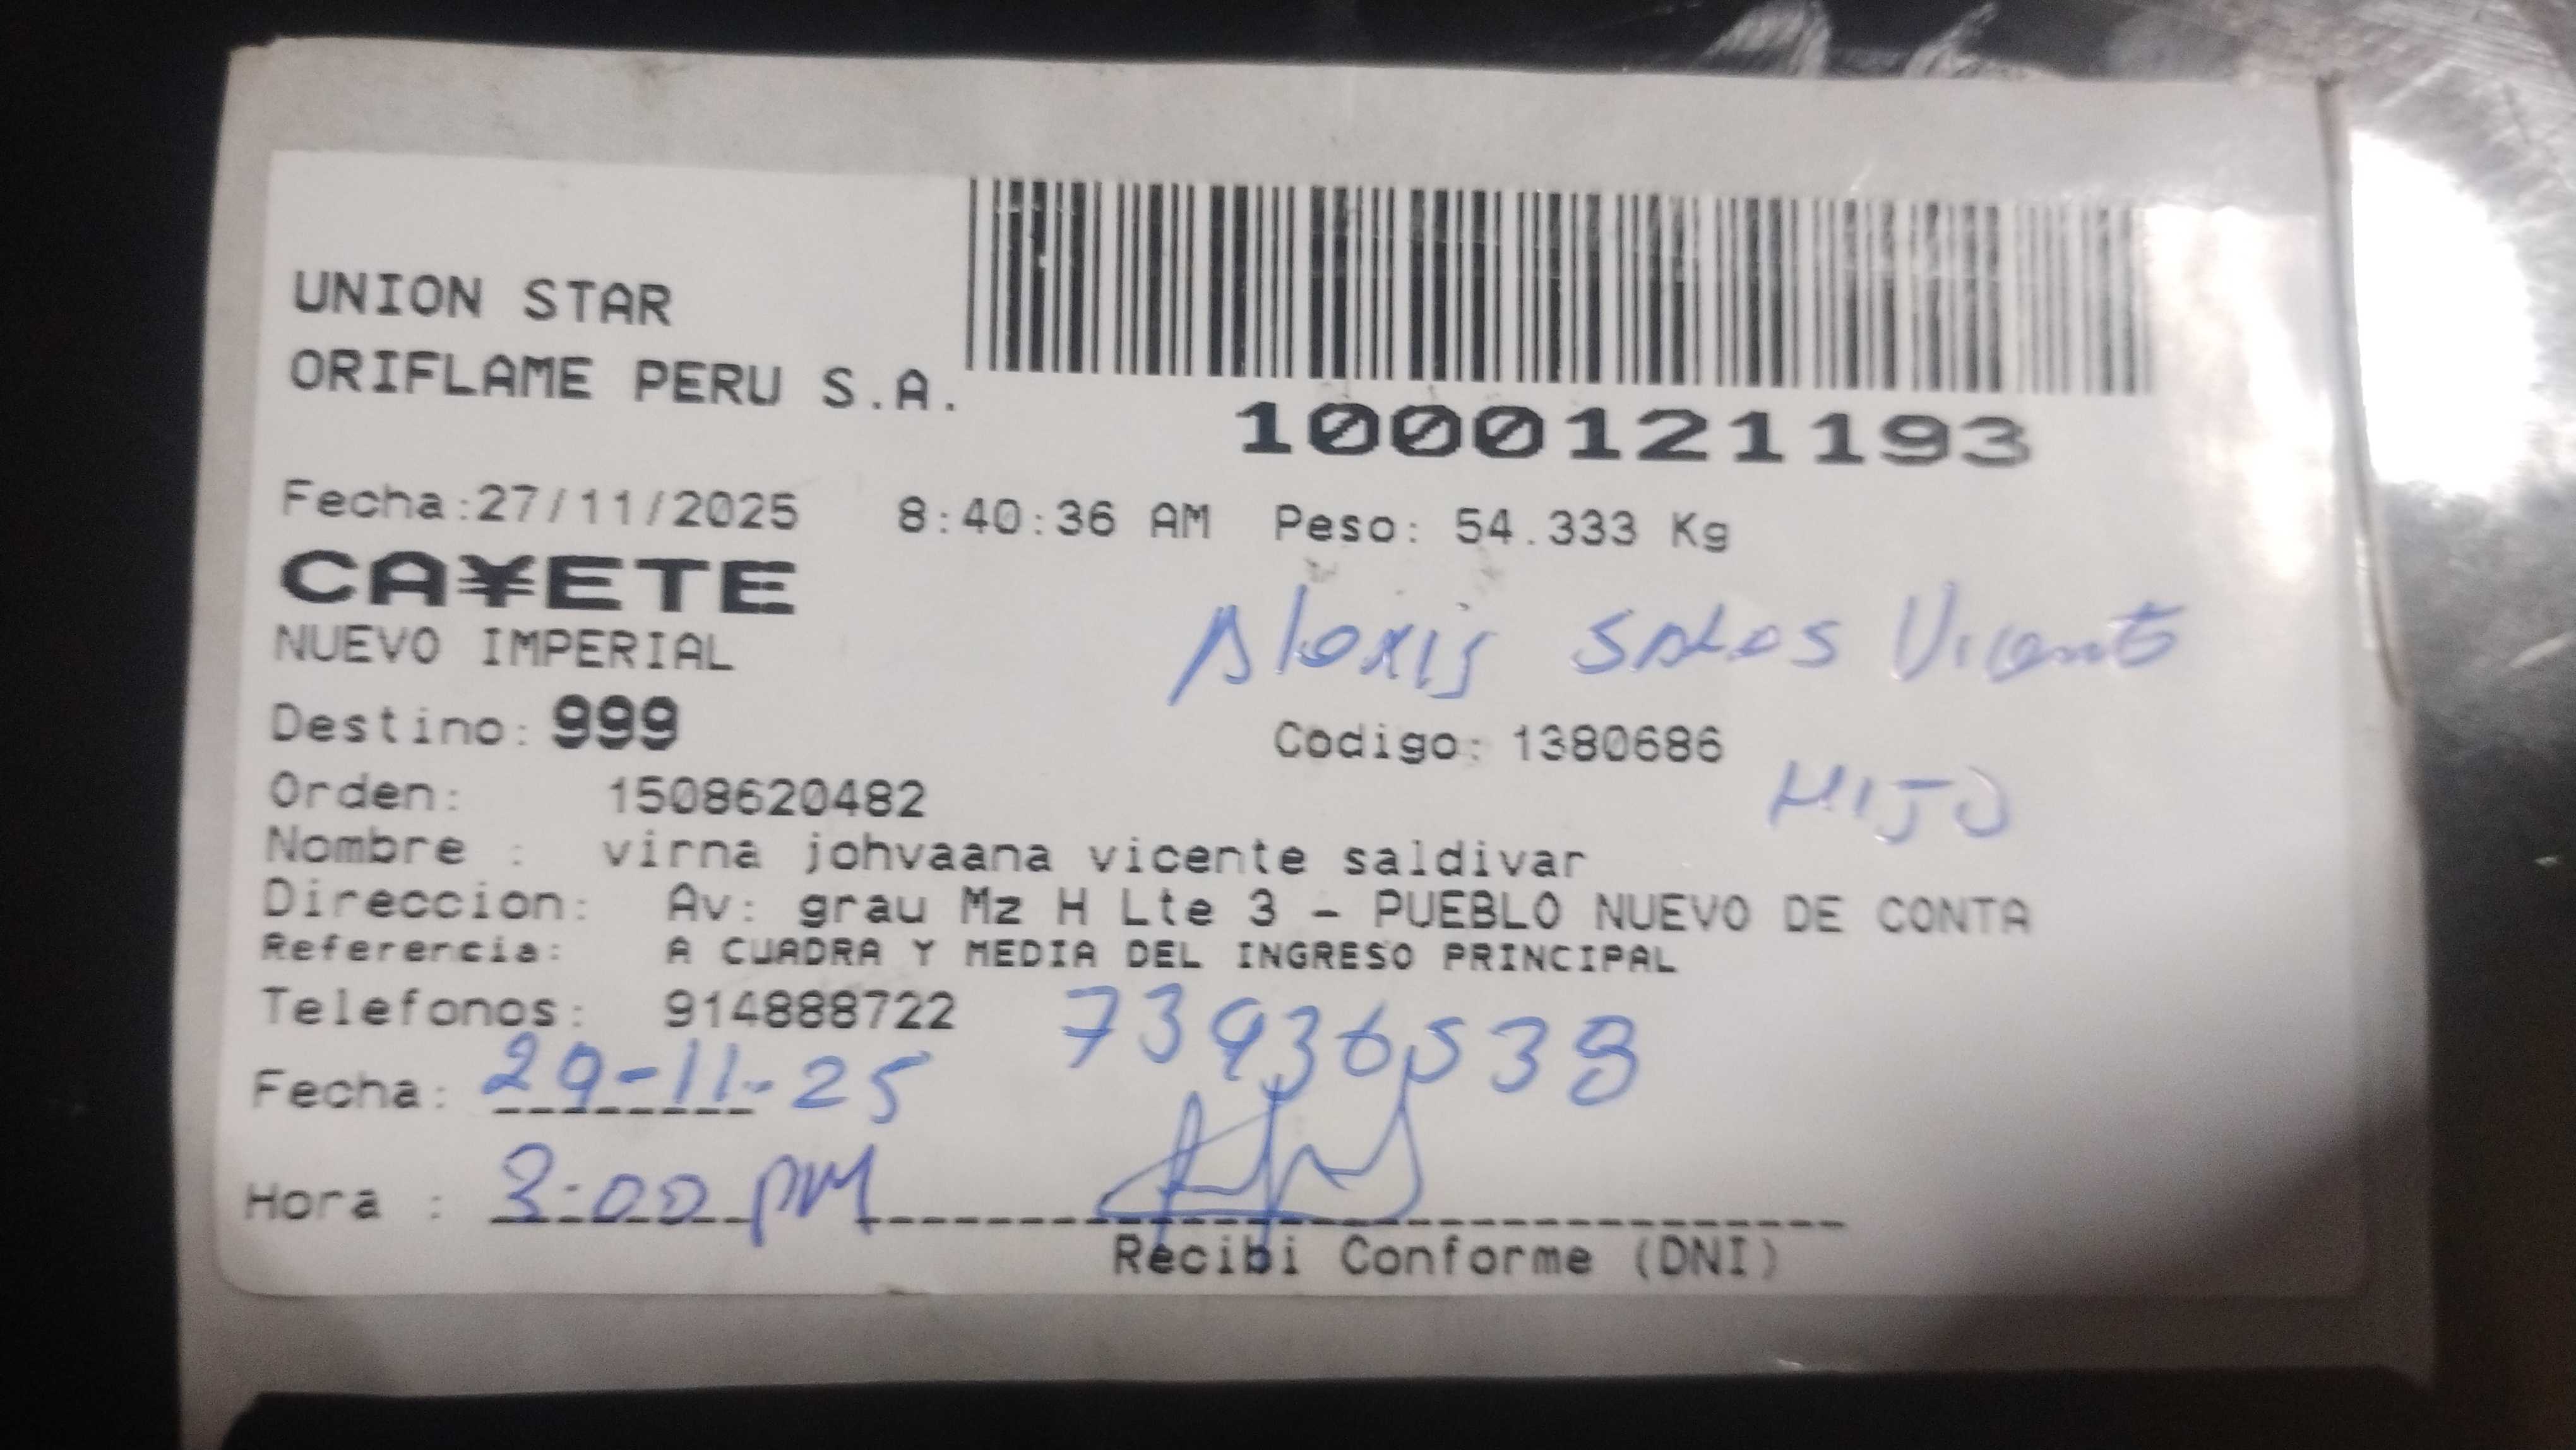 UNION STAR
ORIFLAME PERU S.A.
1000121193
Fecha:27/11/2025 8:40:36 AM Peso: 54.333 Kg
CA¥ETE
NUEVO IMPERIAL
Alexis Salas Vicente
Destino: 999 Codigo: 1380686
HIJO
Orden: 1508620482
Nombre : virna johvaana vicente saldivar
Direccion: Av: grau Mz H Lte 3 - PUEBLO NUEVO DE CONTA
Referencia: A CUADRA Y MEDIA DEL INGRESO PRINCIPAL
Telefonos: 914888722
73936538
Fecha: 29-11-25
Hora : 3:00 PM
Recibi Conforme (DNI)